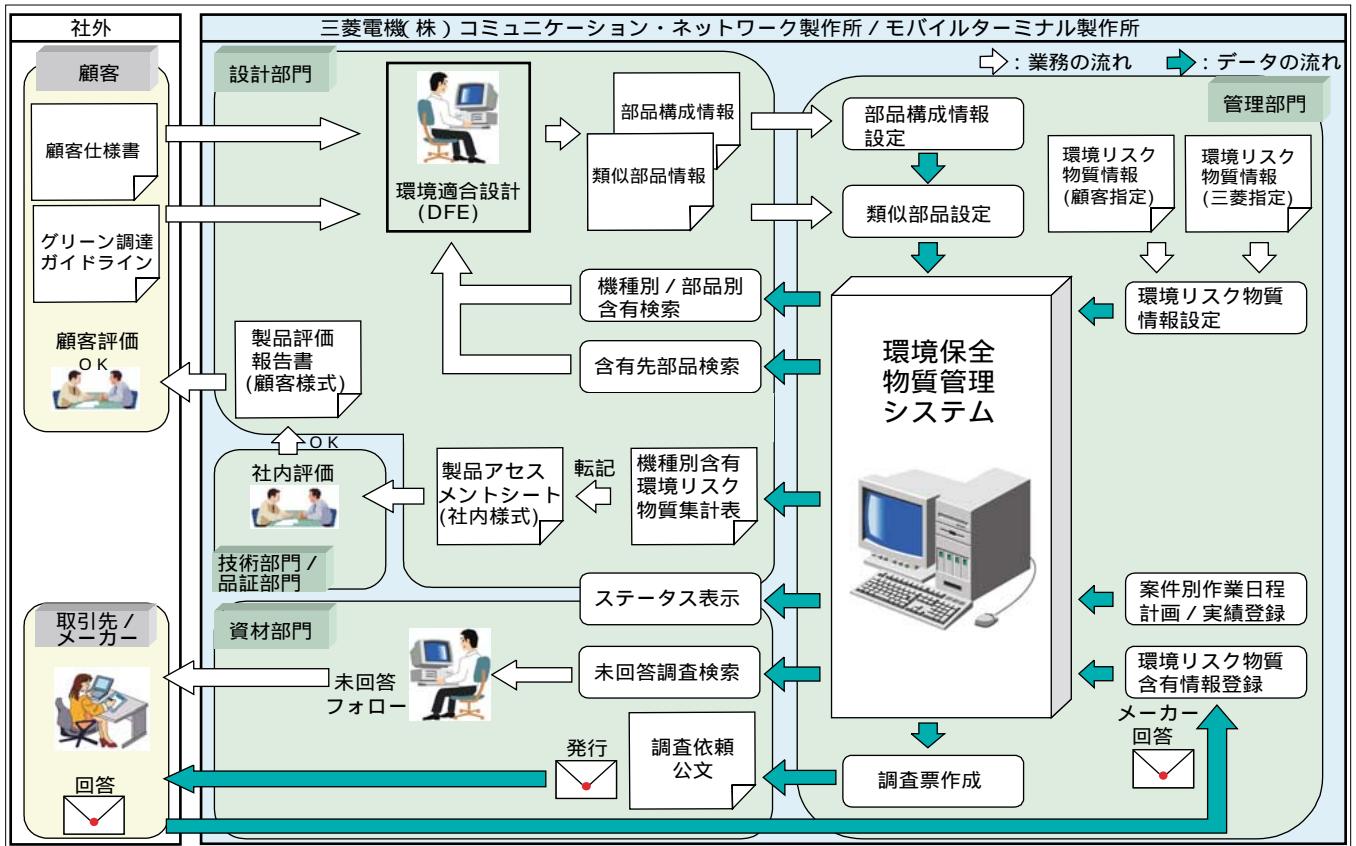 社外
三菱電機(株)コミュニケーション・ネットワーク製作所/モバイルターミナル製作所
:業務の流れ
:データの流れ
顧客
顧客仕様書
グリーン調達
ガイドライン
顧客評価
OK
設計部門
環境適合設計
(DFE)
部品構成情報
類似部品情報
機種別/部品別
含有検索
含有先部品検索
製品評価
報告書
(顧客様式)
OK
社内評価
技術部門/
品証部門
製品アセス
メントシート
(社内様式)
転記
機種別含有
環境リスク
物質集計表
管理部門
部品構成情報
設定
類似部品設定
環境リスク
物質情報
(顧客指定)
環境リスク
物質情報
(三菱指定)
環境リスク物質
情報設定
環境保全
物質管理
システム
案件別作業日程
計画/実績登録
環境リスク物質
含有情報登録
メーカー
回答
調査票作成
ステータス表示
資材部門
未回答調査検索
未回答
フォロー
調査依頼
公文
発行
取引先/
メーカー
回答